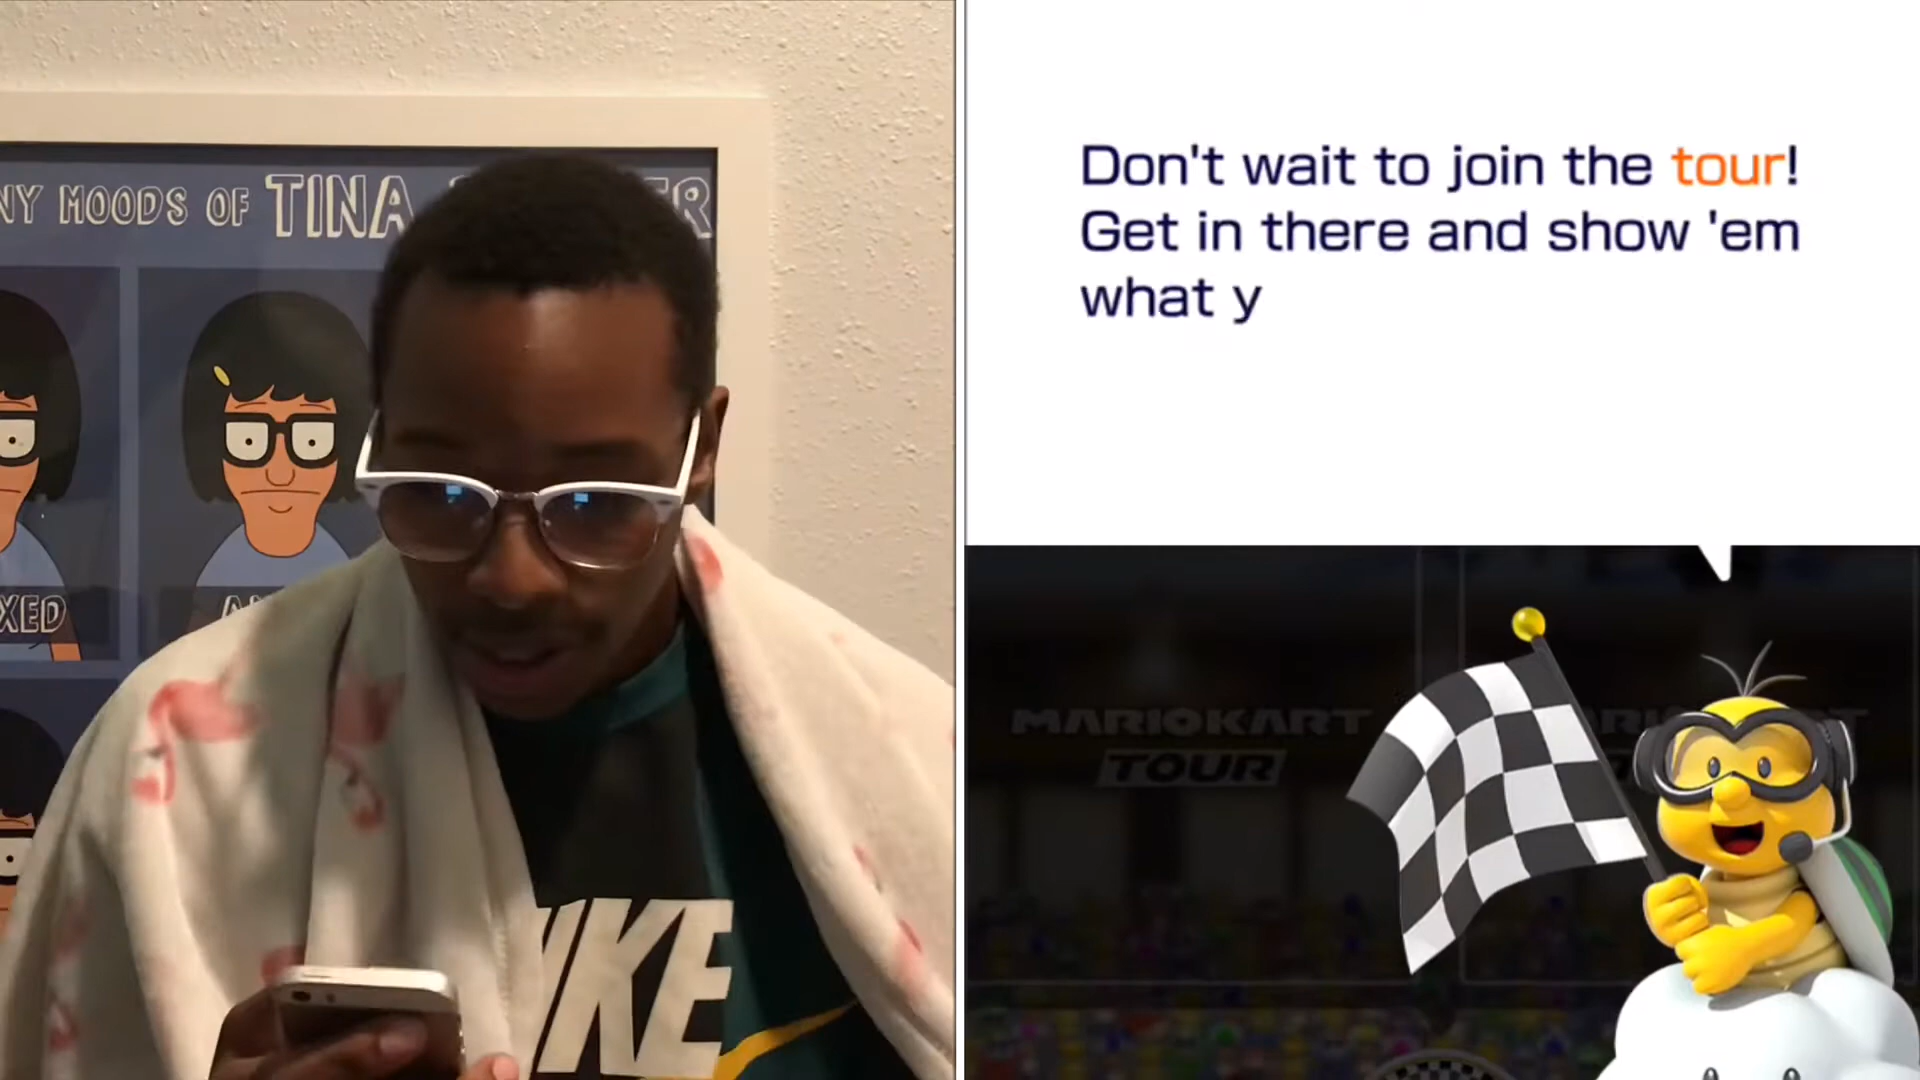 NY MOODS OF TINA
XED
NIKE
Don't wait to join the tour!
Get in there and show 'em
what y
MARIOKART
TOUR